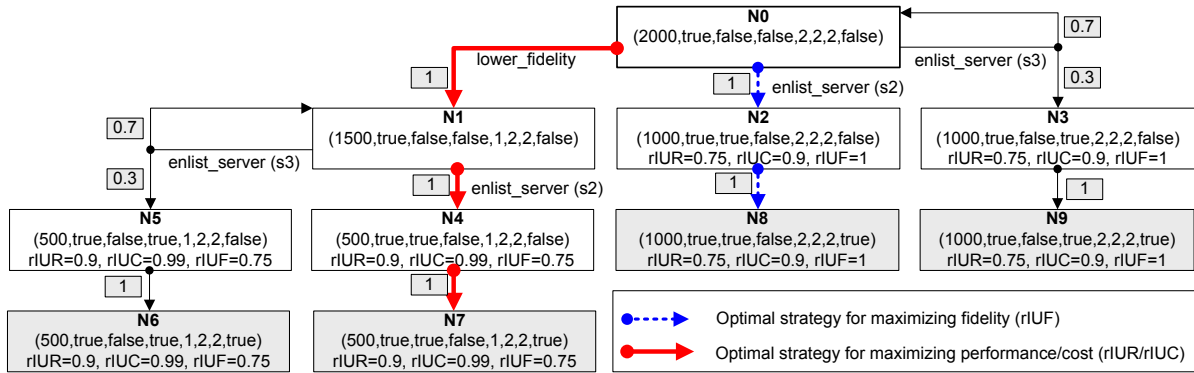 N0
(2000,true,false,false,2,2,2,false)
0.7
lower_fidelity
enlist_server (s3)
1
1
enlist_server (s2)
0.3
N1
(1500,true,false,false,1,2,2,false)
N2
(1000,true,true,false,2,2,2,false)
rIUR=0.75, rIUC=0.9, rIUF=1
N3
(1000,true,false,true,2,2,2,false)
rIUR=0.75, rIUC=0.9, rIUF=1
0.7
enlist_server (s3)
0.3
1
enlist_server (s2)
1
1
N5
(500,true,false,true,1,2,2,false)
rIUR=0.9, rIUC=0.99, rIUF=0.75
N4
(500,true,true,false,1,2,2,false)
rIUR=0.9, rIUC=0.99, rIUF=0.75
N8
(1000,true,true,false,2,2,2,true)
rIUR=0.75, rIUC=0.9, rIUF=1
N9
(1000,true,false,true,2,2,2,true)
rIUR=0.75, rIUC=0.9, rIUF=1
1
1
N6
(500,true,false,true,1,2,2,true)
rIUR=0.9, rIUC=0.99, rIUF=0.75
N7
(500,true,true,false,1,2,2,true)
rIUR=0.9, rIUC=0.99, rIUF=0.75
Optimal strategy for maximizing fidelity (rIUF)
Optimal strategy for maximizing performance/cost (rIUR/rIUC)